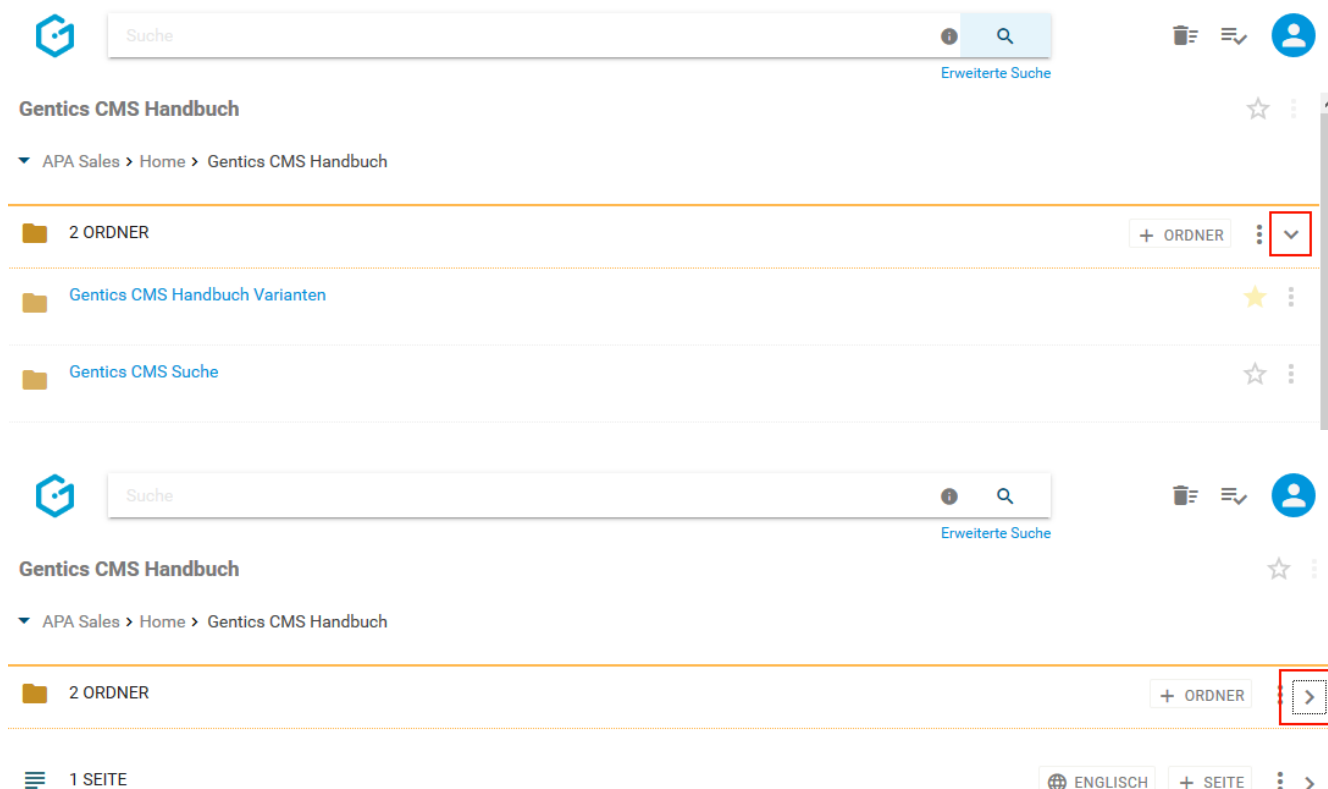 Suche
Erweiterte Suche
Gentics CMS Handbuch
APA Sales > Home > Gentics CMS Handbuch
2 ORDNER + ORDNER
Gentics CMS Handbuch Varianten
Gentics CMS Suche
Suche
Erweiterte Suche
Gentics CMS Handbuch
APA Sales > Home > Gentics CMS Handbuch
2 ORDNER + ORDNER
1 SEITE ENGLISCH + SEITE